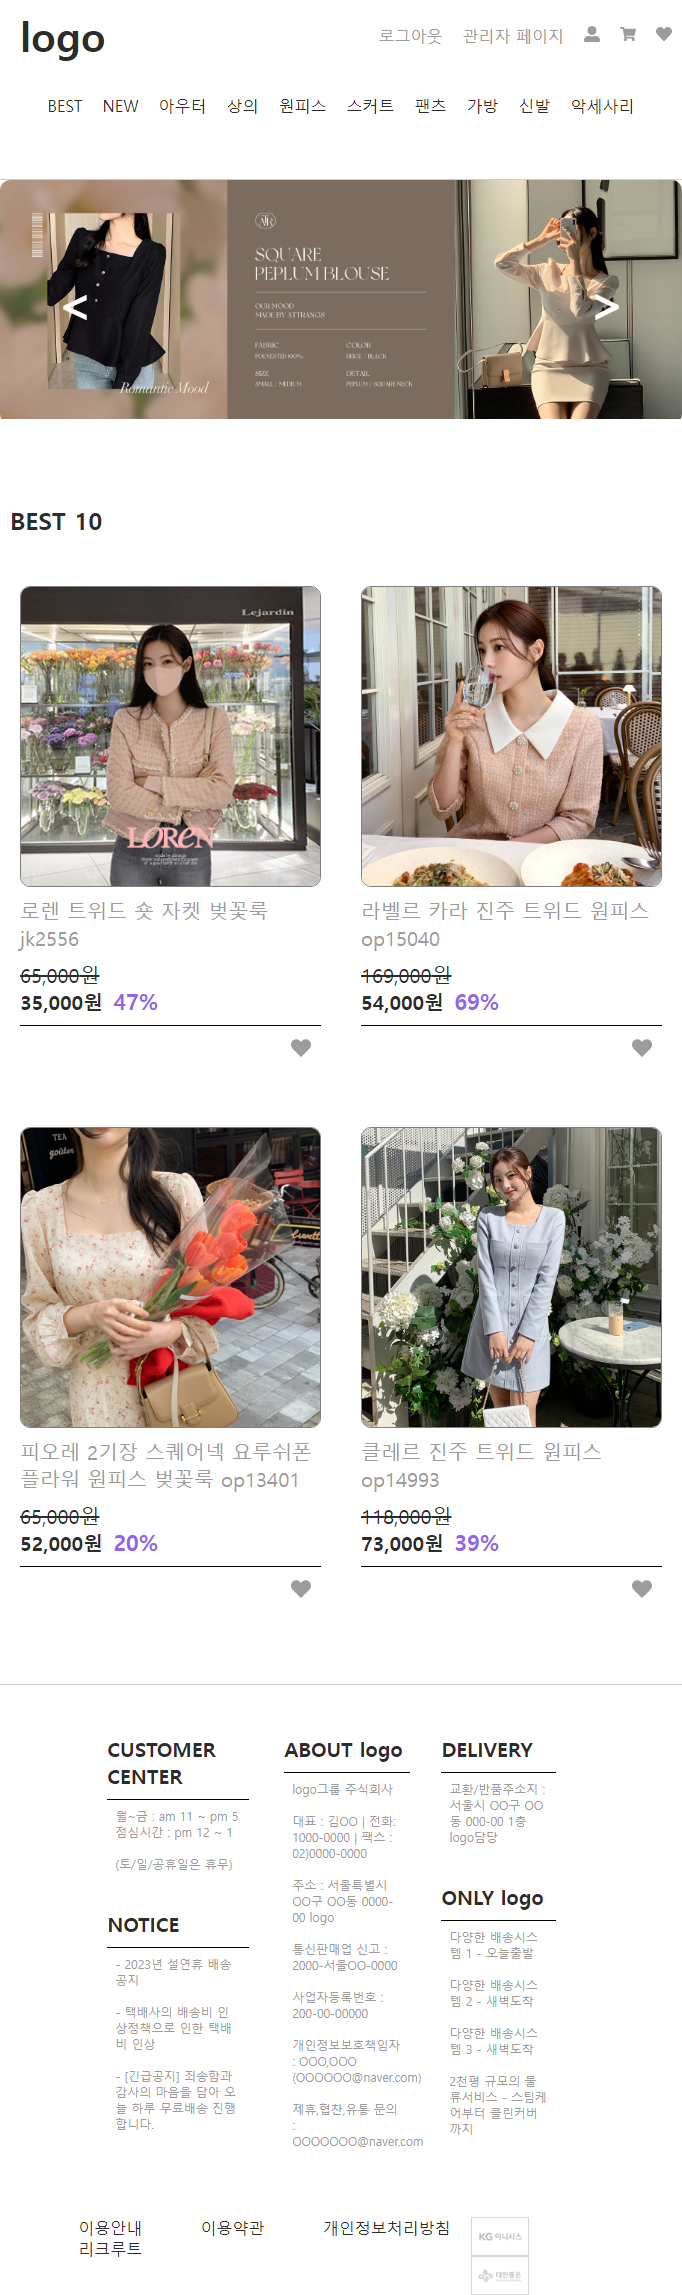 logo
로그아웃 관리자 페이지
BEST NEW 아우터 상의 원피스 스커트 팬츠 가방 신발 악세사리
ATR
SQUARE
PEPLUM BLOUSE
OUR MOOD
MADE BY ATTRANGS
FABRIC COLOR
POLYESTER 100% BEIGE / BLACK
SIZE DETAIL
SMALL / MEDIUM PEPLUM / SQUARE NECK
Romantic Mood
< >
BEST 10
Lejardin
LOREN
made by attrangs
로렌 트위드 숏 자켓 벚꽃룩
jk2556
65,000원
35,000원 47%
라벨르 카라 진주 트위드 원피스
op15040
169,000원
54,000원 69%
TEA
goûter
피오레 2기장 스퀘어넥 요루쉬폰
플라워 원피스 벚꽃룩 op13401
65,000원
52,000원 20%
클레르 진주 트위드 원피스
op14993
118,000원
73,000원 39%
CUSTOMER
CENTER
월~금 : am 11 ~ pm 5
점심시간 : pm 12 ~ 1
(토/일/공휴일은 휴무)
NOTICE
- 2023년 설연휴 배송
공지
- 택배사의 배송비 인
상정책으로 인한 택배
비 인상
- [긴급공지] 죄송함과
감사의 마음을 담아 오
늘 하루 무료배송 진행
합니다.
ABOUT logo
logo그룹 주식회사
대표 : 김OO | 전화:
1000-0000 | 팩스 :
02)0000-0000
주소 : 서울특별시
OO구 OO동 0000-
00 logo
통신판매업 신고 :
2000-서울OO-0000
사업자등록번호 :
200-00-00000
개인정보보호책임자
: OOO,OOO
(OOOOOO@naver.com)
제휴,협찬,유통 문의
:
OOOOOOO@naver.com
DELIVERY
교환/반품주소지 :
서울시 OO구 OO
동 000-00 1층
logo담당
ONLY logo
다양한 배송시스
템 1 - 오늘출발
다양한 배송시스
템 2 - 새벽도착
다양한 배송시스
템 3 - 새벽도착
2천평 규모의 물
류서비스 - 스팀케
어부터 클린커버
까지
이용안내 이용약관 개인정보처리방침
리크루트
KG 이니시스
대한통운